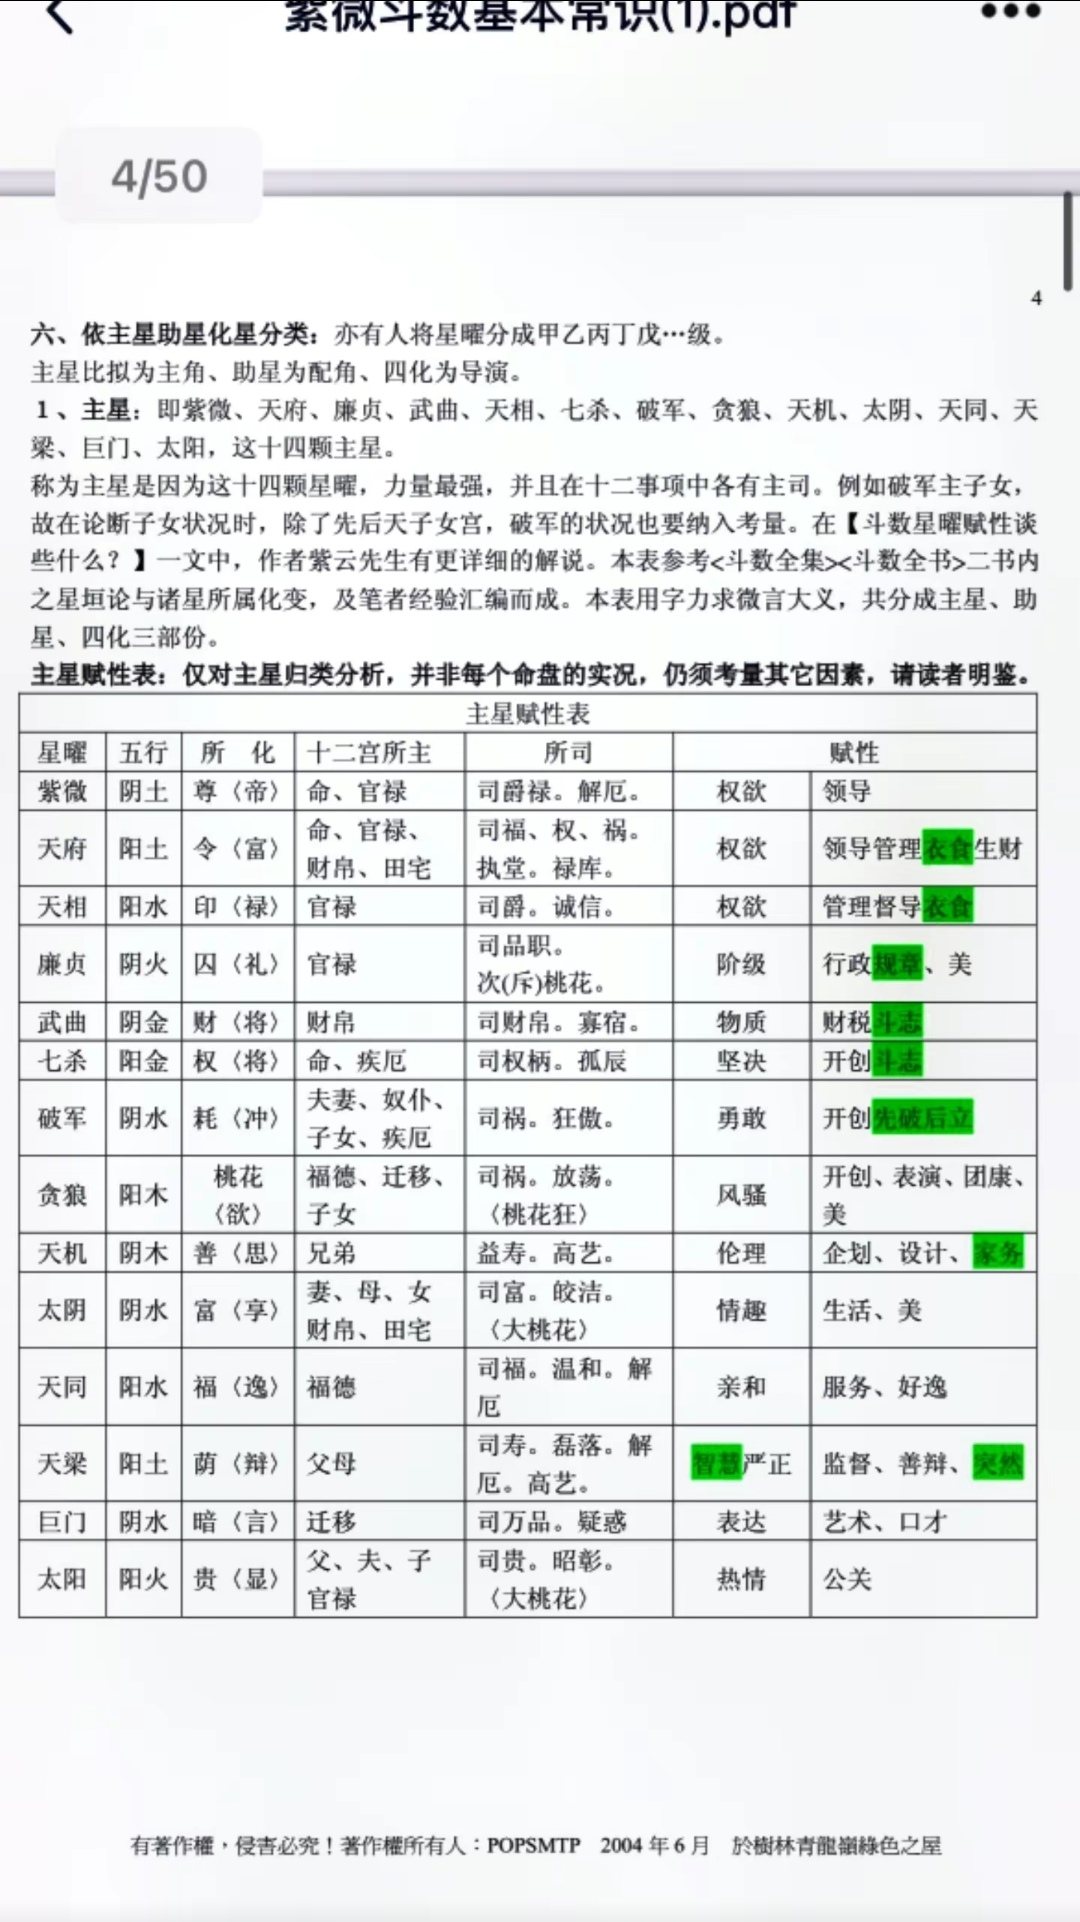 紫微斗数基本常识(1).pdf
4/50
4
六、依主星助星化星分类：亦有人将星曜分成甲乙丙丁戊…级。
主星比拟为主角、助星为配角、四化为导演。
1、主星：即紫微、天府、廉贞、武曲、天相、七杀、破军、贪狼、天机、太阴、天同、天
梁、巨门、太阳，这十四颗主星。
称为主星是因为这十四颗星曜，力量最强，并且在十二事项中各有主司。例如破军主子女，
故在论断子女状况时，除了先后天子女宫，破军的状况也要纳入考量。在【斗数星曜赋性谈
些什么？】一文中，作者紫云先生有更详细的解说。本表参考<斗数全集><斗数全书>二书内
之星垣论与诸星所属化变，及笔者经验汇编而成。本表用字力求微言大义，共分成主星、助
星、四化三部份。
主星赋性表：仅对主星归类分析，并非每个命盘的实况，仍须考量其它因素，请读者明鉴。
主星赋性表
星曜 五行 所 化 十二宫所主 所司 赋性
紫微 阴土 尊〈帝〉 命、官禄 司爵禄。解厄。 权欲 领导
天府 阳土 令〈富〉 命、官禄、 司福、权、祸。 权欲 领导管理衣食生财
财帛、田宅 执堂。禄库。
天相 阳水 印〈禄〉 官禄 司爵。诚信。 权欲 管理督导衣食
廉贞 阴火 囚〈礼〉 官禄 司品职。 阶级 行政规章、美
次(斥)桃花。
武曲 阴金 财〈将〉 财帛 司财帛。寡宿。 物质 财税斗志
七杀 阳金 权〈将〉 命、疾厄 司权柄。孤辰 坚决 开创斗志
破军 阴水 耗〈冲〉 夫妻、奴仆、 司祸。狂傲。 勇敢 开创先破后立
子女、疾厄
贪狼 阳木 桃花 福德、迁移、 司祸。放荡。 风骚 开创、表演、团康、
〈欲〉 子女 〈桃花狂〉 美
天机 阴木 善〈思〉 兄弟 益寿。高艺。 伦理 企划、设计、家务
太阴 阴水 富〈享〉 妻、母、女 司富。皎洁。 情趣 生活、美
财帛、田宅 〈大桃花〉
天同 阳水 福〈逸〉 福德 司福。温和。解 亲和 服务、好逸
厄
天梁 阳土 荫〈辩〉 父母 司寿。磊落。解 智慧严正 监督、善辩、突然
厄。高艺。
巨门 阴水 暗〈言〉 迁移 司万品。疑惑 表达 艺术、口才
太阳 阳火 贵〈显〉 父、夫、子 司贵。昭彰。 热情 公关
官禄 〈大桃花〉
有著作權，侵害必究！著作權所有人：POPSMTP 2004 年 6 月 於樹林青龍嶺綠色之屋